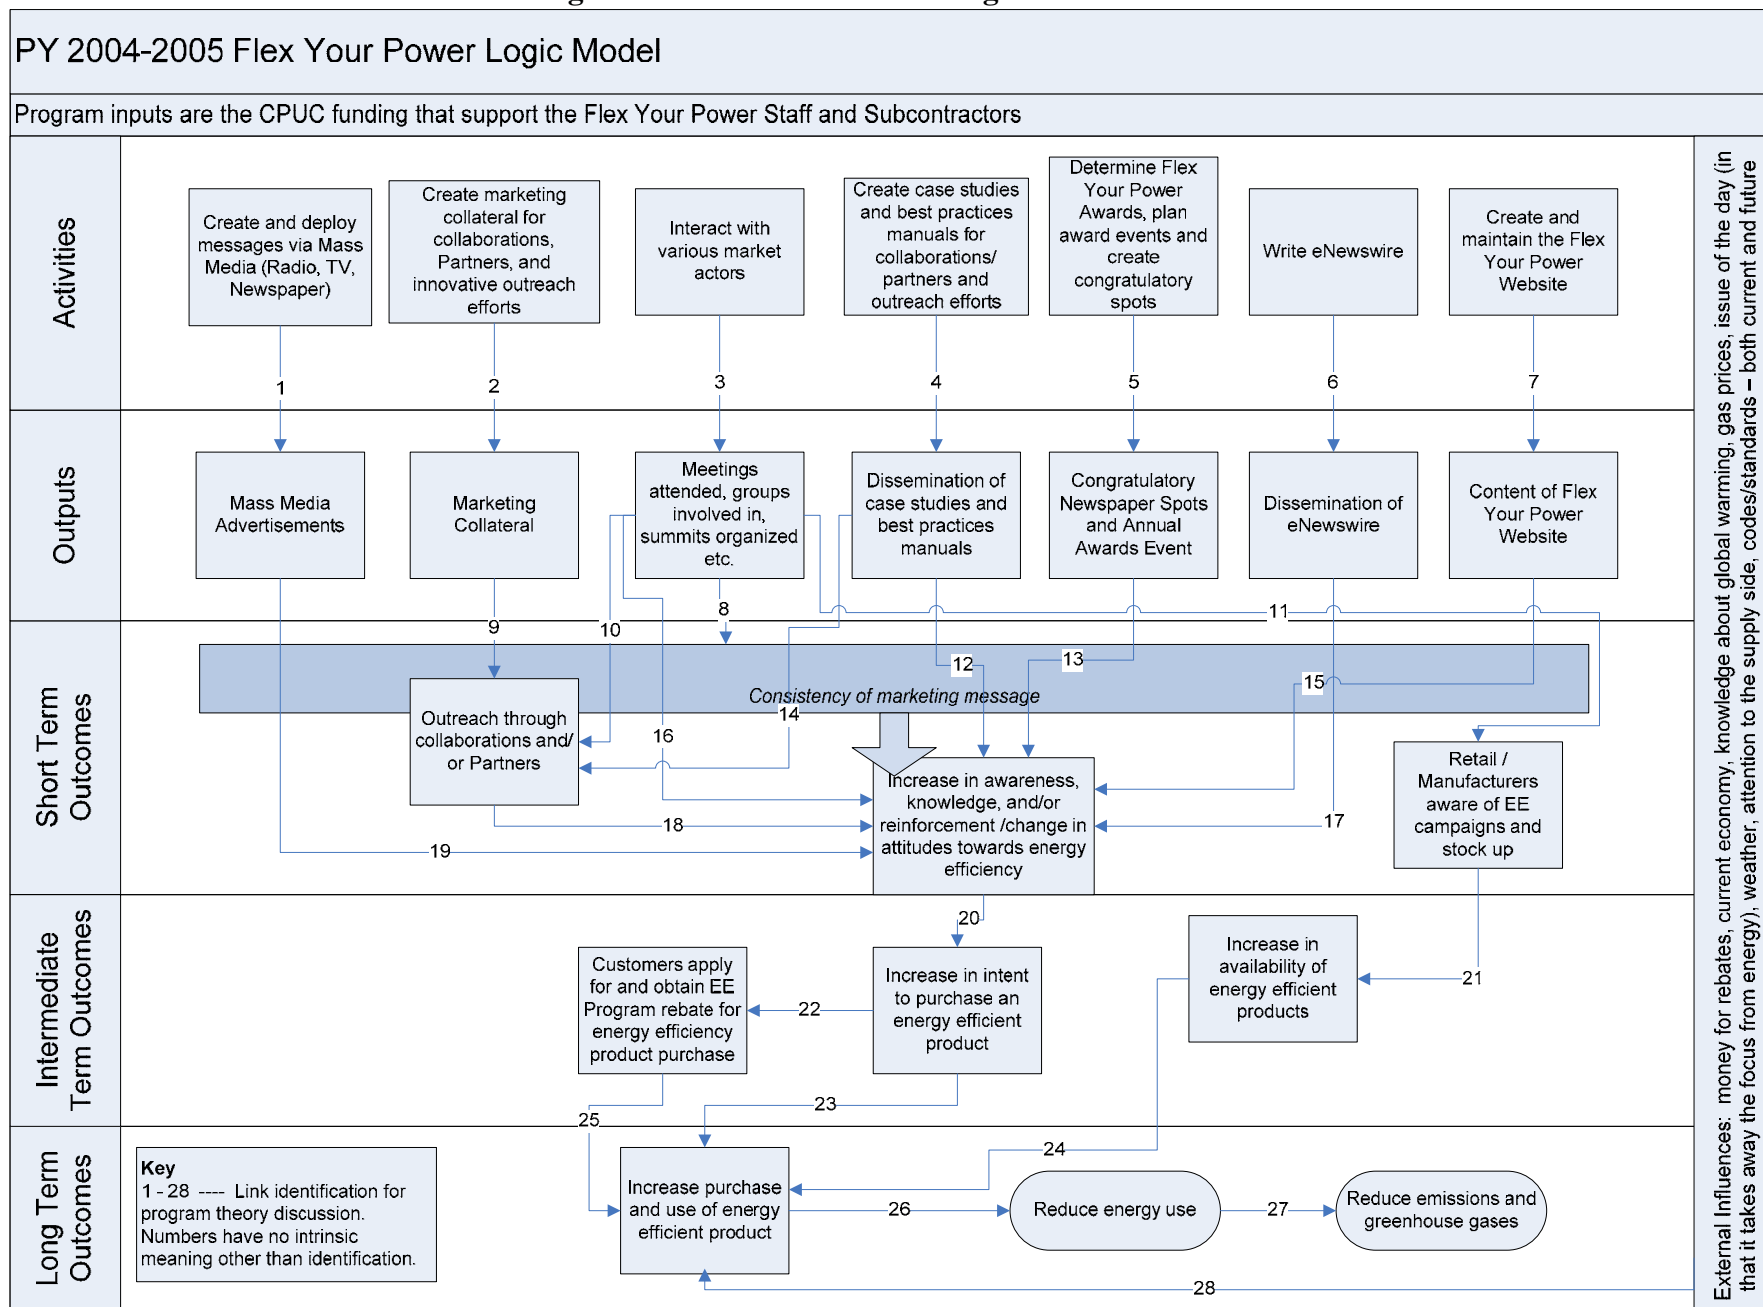 PY 2004-2005 Flex Your Power Logic Model
Program inputs are the CPUC funding that support the Flex Your Power Staff and Subcontractors
Activities
Create and deploy
messages via Mass
Media (Radio, TV,
Newspaper)
Create marketing
collateral for
collaborations,
Partners, and
innovative outreach
efforts
Interact with
various market
actors
Create case studies
and best practices
manuals for
collaborations/
partners and
outreach efforts
Determine Flex
Your Power
Awards, plan
award events and
create
congratulatory
spots
Write eNewswire
Create and
maintain the Flex
Your Power
Website
1
2
3
4
5
6
7
Outputs
Mass Media
Advertisements
Marketing
Collateral
Meetings
attended, groups
involved in,
summits organized
etc.
Dissemination of
case studies and
best practices
manuals
Congratulatory
Newspaper Spots
and Annual
Awards Event
Dissemination of
eNewswire
Content of Flex
Your Power
Website
8
9
10
11
Short Term
Outcomes
12
13
15
Consistency of marketing message
14
16
Outreach through
collaborations and/
or Partners
Increase in awareness,
knowledge, and/or
reinforcement /change in
attitudes towards energy
efficiency
Retail /
Manufacturers
aware of EE
campaigns and
stock up
17
18
19
Intermediate
Term Outcomes
20
Customers apply
for and obtain EE
Program rebate for
energy efficiency
product purchase
22
Increase in intent
to purchase an
energy efficient
product
Increase in
availability of
energy efficient
products
21
23
25
24
Long Term
Outcomes
Key
1 - 28 ---- Link identification for
program theory discussion.
Numbers have no intrinsic
meaning other than identification.
Increase purchase
and use of energy
efficient product
26
Reduce energy use
27
Reduce emissions and
greenhouse gases
28
External Influences: money for rebates, current economy, knowledge about global warming, gas prices, issue of the day (in
that it takes away the focus from energy), weather, attention to the supply side, codes/standards – both current and future